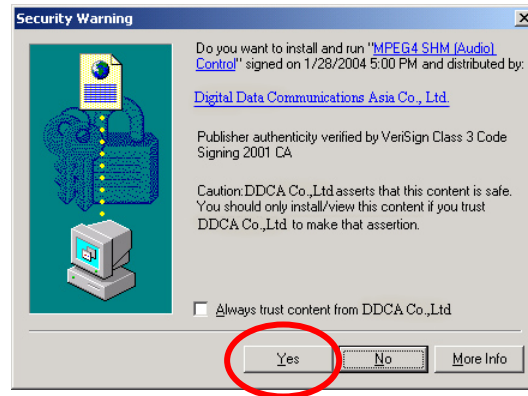 Security Warning
Do you want to install and run "MPEG4 SHM (Audio)
Control" signed on 1/28/2004 5:00 PM and distributed by:
Digital Data Communications Asia Co., Ltd.
Publisher authenticity verified by VeriSign Class 3 Code
Signing 2001 CA
Caution: DDCA Co.,Ltd asserts that this content is safe.
You should only install/view this content if you trust
DDCA Co.,Ltd to make that assertion.
Always trust content from DDCA Co.,Ltd
Yes No More Info